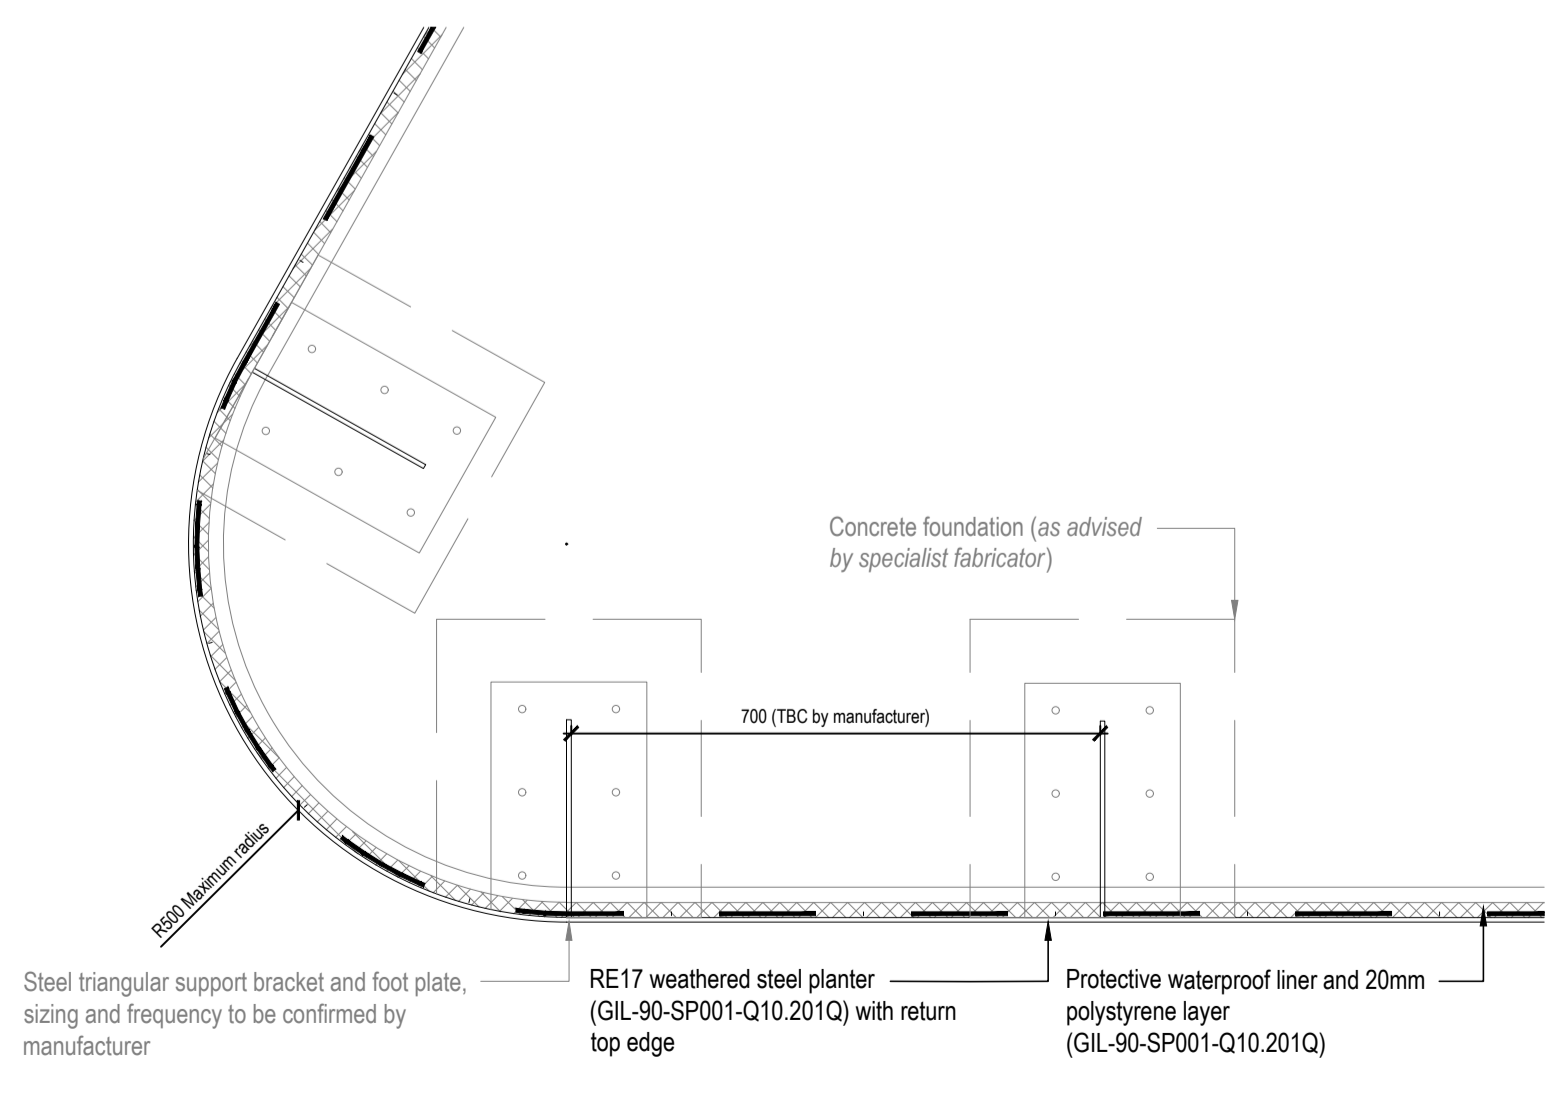 Concrete foundation (as advised
by specialist fabricator)
700 (TBC by manufacturer)
R500 Maximum radius
Steel triangular support bracket and foot plate,
sizing and frequency to be confirmed by
manufacturer
RE17 weathered steel planter
(GIL-90-SP001-Q10.201Q) with return
top edge
Protective waterproof liner and 20mm
polystyrene layer
(GIL-90-SP001-Q10.201Q)